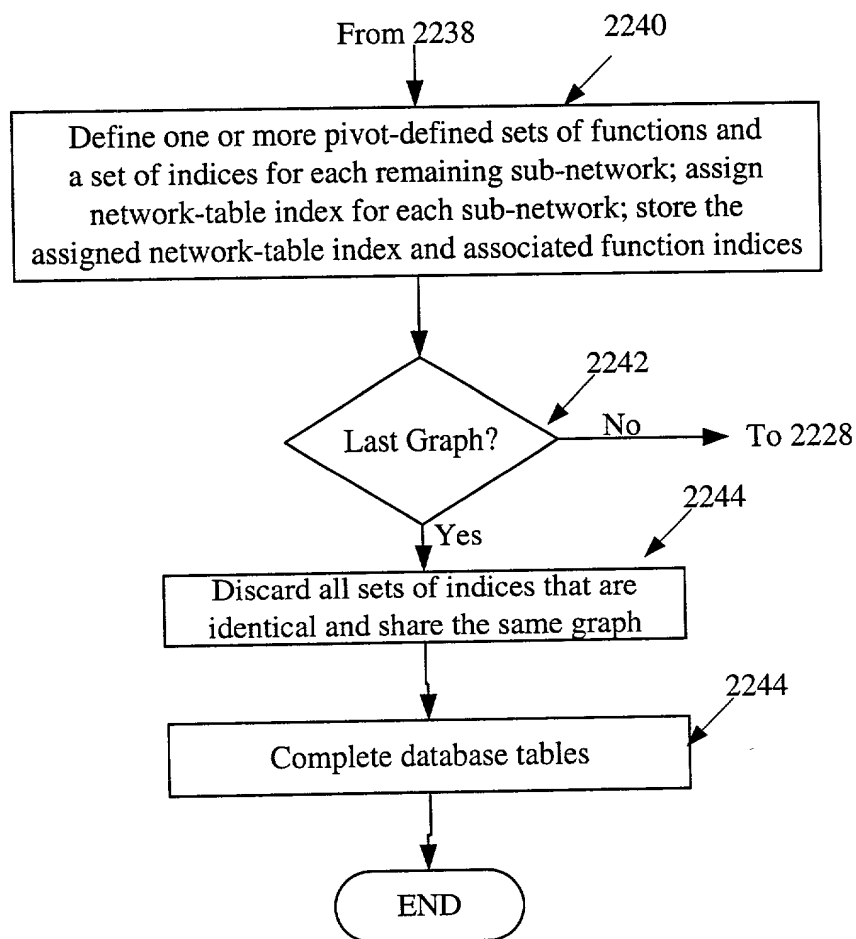 From 2238
2240
Define one or more pivot-defined sets of functions and
a set of indices for each remaining sub-network; assign
network-table index for each sub-network; store the
assigned network-table index and associated function indices
2242
Last Graph?
No
To 2228
Yes
2244
Discard all sets of indices that are
identical and share the same graph
2244
Complete database tables
END